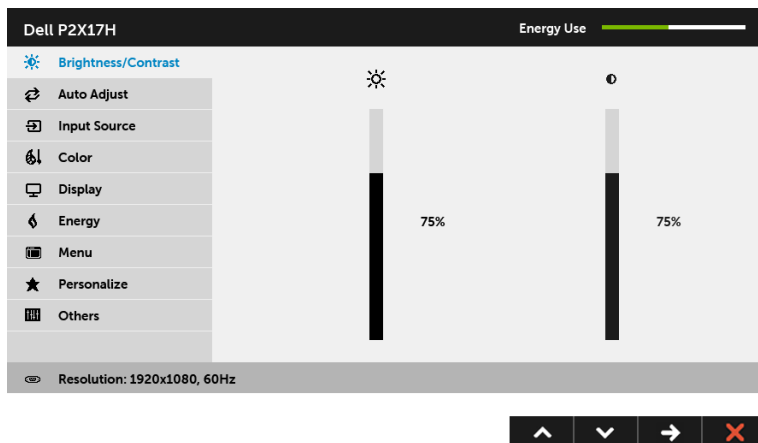 Dell P2X17H Energy Use
Brightness/Contrast
Auto Adjust
Input Source
Color
Display
Energy
Menu
Personalize
Others
75% 75%
Resolution: 1920x1080, 60Hz